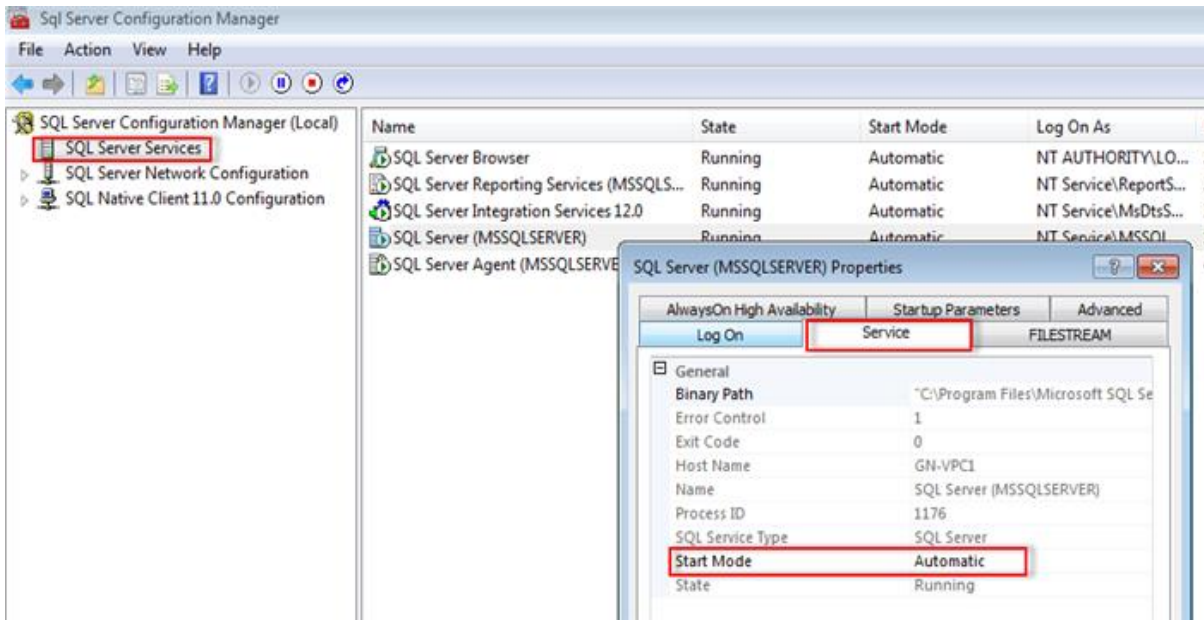 Sql Server Configuration Manager
File Action View Help
SQL Server Configuration Manager (Local)
SQL Server Services
SQL Server Network Configuration
SQL Native Client 11.0 Configuration
Name State Start Mode Log On As
SQL Server Browser Running Automatic NT AUTHORITY\LO...
SQL Server Reporting Services (MSSQLS... Running Automatic NT Service\ReportS...
SQL Server Integration Services 12.0 Running Automatic NT Service\MsDtsS...
SQL Server (MSSQLSERVER) Running Automatic NT Service\MSSQL
SQL Server Agent (MSSQLSERVE
SQL Server (MSSQLSERVER) Properties
AlwaysOn High Availability Startup Parameters Advanced
Log On Service FILESTREAM
General
Binary Path "C:\Program Files\Microsoft SQL Se
Error Control 1
Exit Code 0
Host Name GN-VPC1
Name SQL Server (MSSQLSERVER)
Process ID 1176
SQL Service Type SQL Server
Start Mode Automatic
State Running